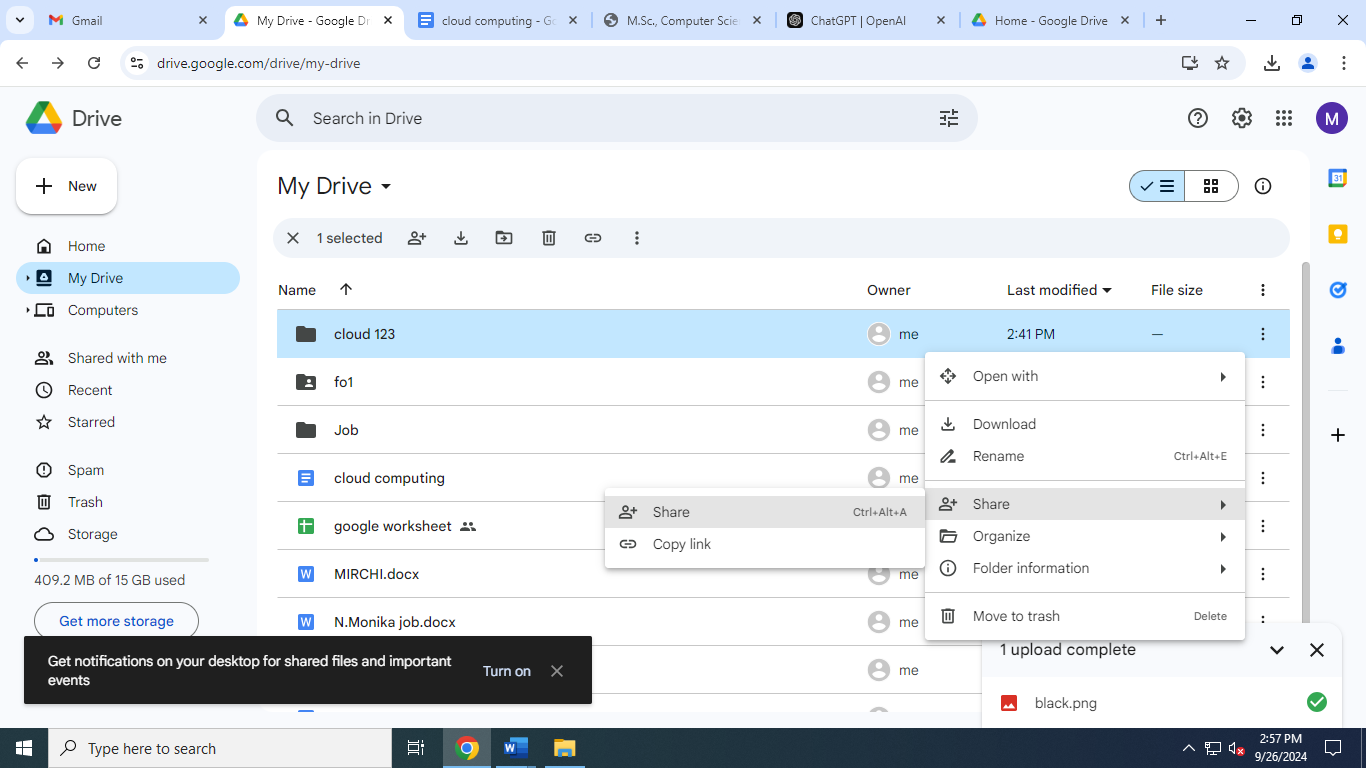 Gmail
My Drive - Google Dr
cloud computing - Go
M.Sc., Computer Scie
ChatGPT | OpenAI
Home - Google Drive
drive.google.com/drive/my-drive
Drive
Search in Drive
M
New
My Drive
1 selected
Home
My Drive
Computers
Shared with me
Recent
Starred
Spam
Trash
Storage
409.2 MB of 15 GB used
Get more storage
Name
Owner
Last modified
File size
cloud 123
me
2:41 PM
—
fo1
me
Job
me
cloud computing
me
google worksheet
MIRCHI.docx
me
N.Monika job.docx
me
me
Open with
Download
Rename
Ctrl+Alt+E
Share
Organize
Folder information
Move to trash
Delete
Share
Ctrl+Alt+A
Copy link
Get notifications on your desktop for shared files and important
events
Turn on
1 upload complete
black.png
31
Type here to search
2:57 PM
9/26/2024